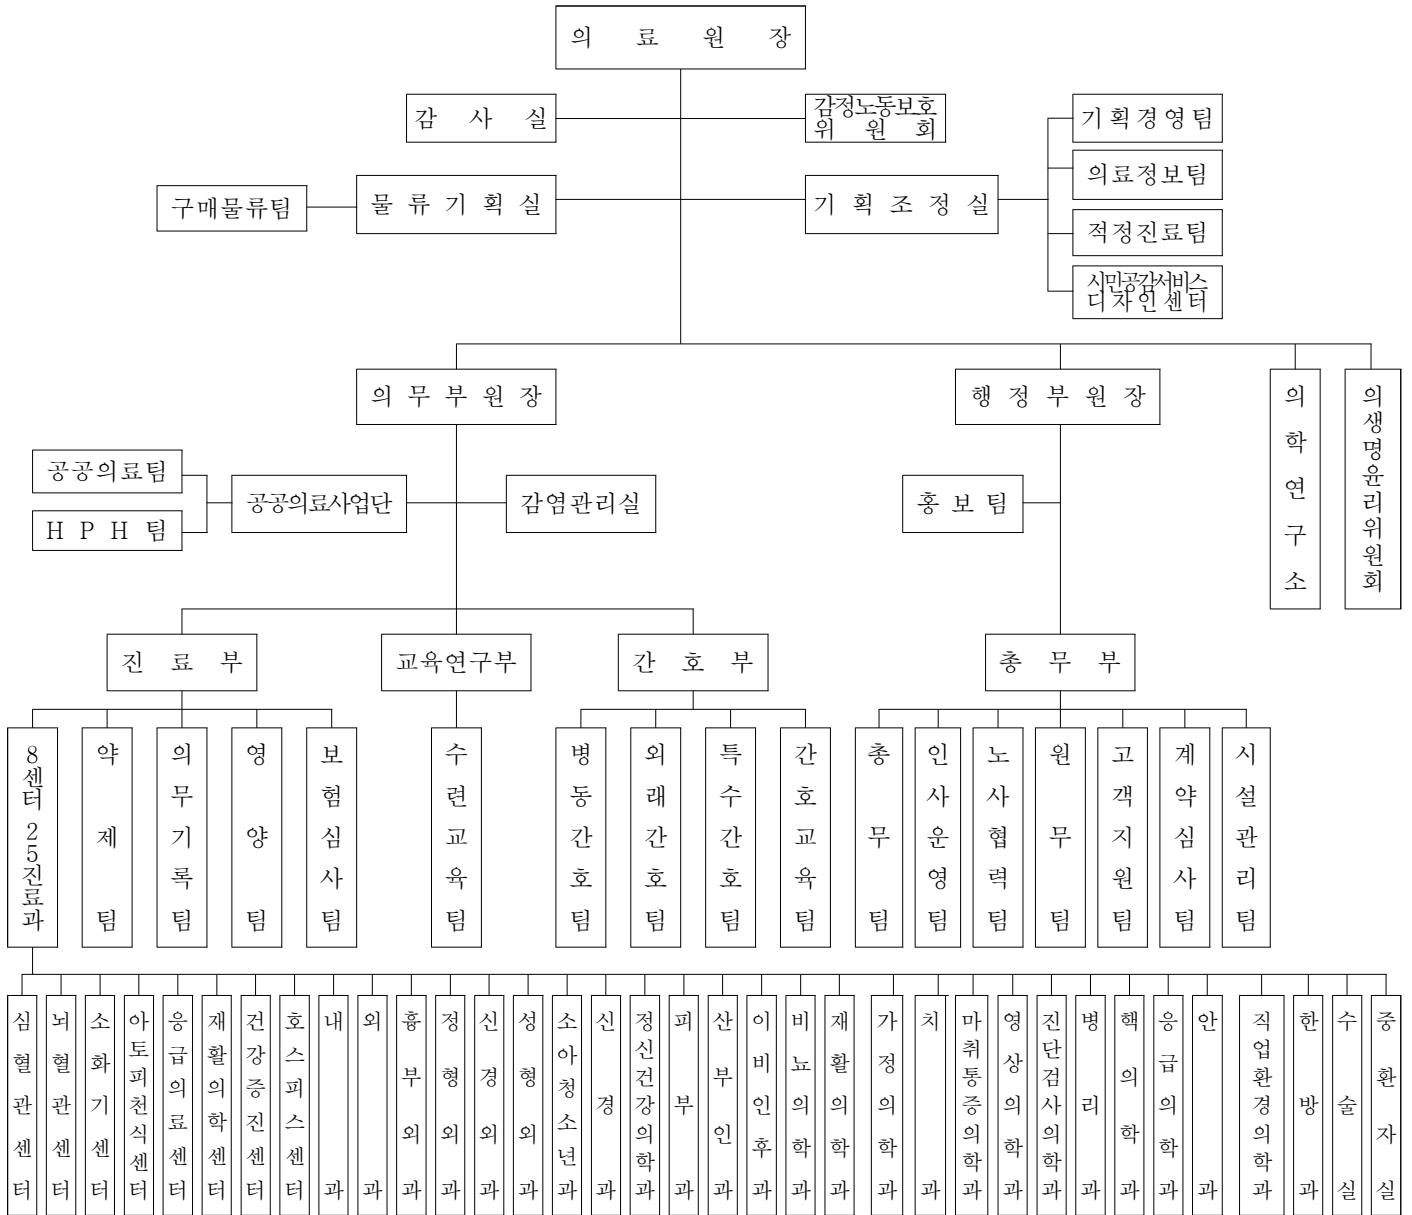 의 료 원 장
감 사 실
감정노동보호
위 원 회
기획경영팀
의료정보팀
구매물류팀
물류기획실
기획조정실
적정진료팀
시민공감서비스
디자인센터
의무부원장
행정부원장
의학연구소
의생명윤리위원회
공공의료팀
HPH팀
공공의료사업단
감염관리실
홍보팀
진 료 부
교육연구부
간 호 부
총 무 부
8센터 25진료과
약제팀
의무기록팀
영양팀
보험심사팀
수련교육팀
병동간호팀
외래간호팀
특수간호팀
간호교육팀
총무팀
인사운영팀
노사협력팀
원무팀
고객지원팀
계약심사팀
시설관리팀
심혈관센터
뇌혈관센터
소화기센터
아토피천식센터
응급의료센터
재활의학센터
건강증진센터
호스피스센터
내과
외과
흉부외과
정형외과
신경외과
성형외과
소아청소년과
신경과
정신건강의학과
피부과
산부인과
이비인후과
비뇨의학과
재활의학과
가정의학과
치과
마취통증의학과
영상의학과
진단검사의학과
병리과
핵의학과
응급의학과
안과
직업환경의학과
한방과
수술실
중환자실